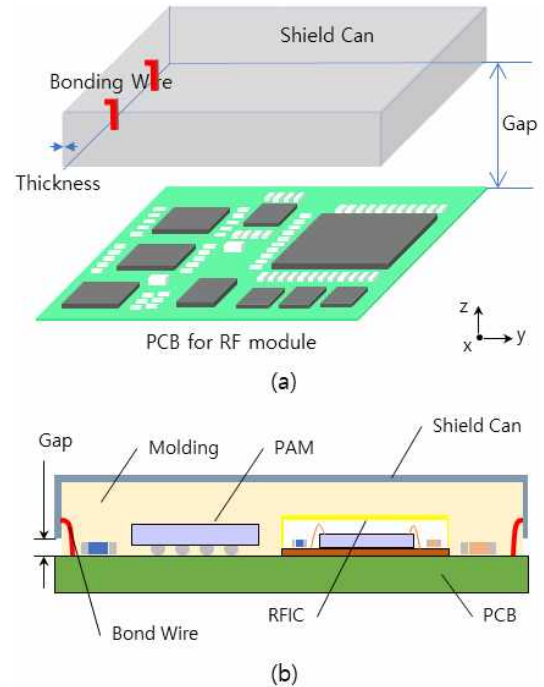 Shield Can
Bonding Wire
Gap
Thickness
PCB for RF module
z
x
y
(a)
Gap
Molding
PAM
Shield Can
Bond Wire
RFIC
PCB
(b)